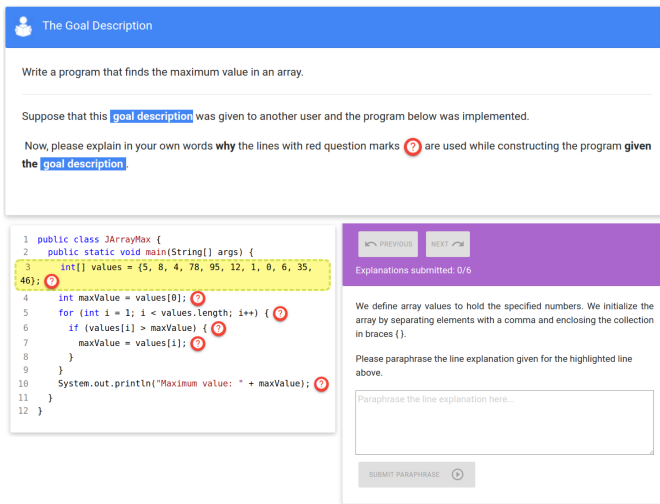 The Goal Description
Write a program that finds the maximum value in an array.
Suppose that this goal description was given to another user and the program below was implemented.
Now, please explain in your own words why the lines with red question marks ? are used while constructing the program given
the goal description.
1 public class JArrayMax {
2 public static void main(String[] args) {
3 int[] values = {5, 8, 4, 78, 95, 12, 1, 0, 6, 35,
46}; ?
4 int maxValue = values[0]; ?
5 for (int i = 1; i < values.length; i++) { ?
6 if (values[i] > maxValue) { ?
7 maxValue = values[i]; ?
8 }
9 }
10 System.out.println("Maximum value: " + maxValue); ?
11 }
12 }
PREVIOUS NEXT
Explanations submitted: 0/6
We define array values to hold the specified numbers. We initialize the
array by separating elements with a comma and enclosing the collection
in braces { }.
Please paraphrase the line explanation given for the highlighted line
above.
Paraphrase the line explanation here...
SUBMIT PARAPHRASE